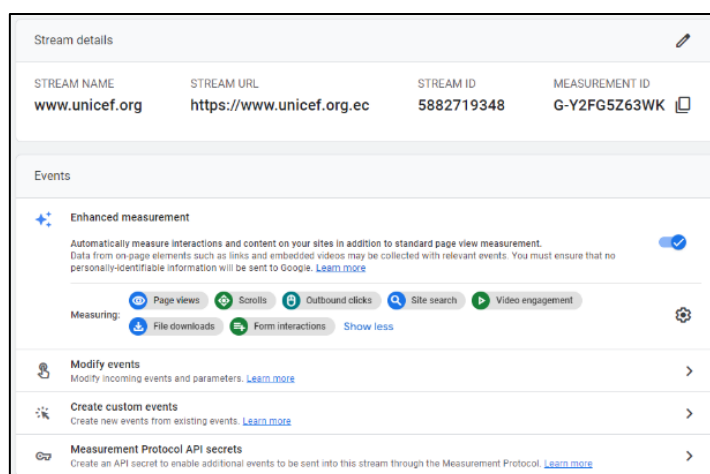 Stream details
STREAM NAME STREAM URL STREAM ID MEASUREMENT ID
www.unicef.org https://www.unicef.org.ec 5882719348 G-Y2FG5Z63WK
Events
Enhanced measurement
Automatically measure interactions and content on your sites in addition to standard page view measurement.
Data from on-page elements such as links and embedded videos may be collected with relevant events. You must ensure that no
personally-identifiable information will be sent to Google. Learn more
Measuring: Page views Scrolls Outbound clicks Site search Video engagement
File downloads Form interactions Show less
Modify events
Modify incoming events and parameters. Learn more
Create custom events
Create new events from existing events. Learn more
Measurement Protocol API secrets
Create an API secret to enable additional events to be sent into this stream through the Measurement Protocol. Learn more